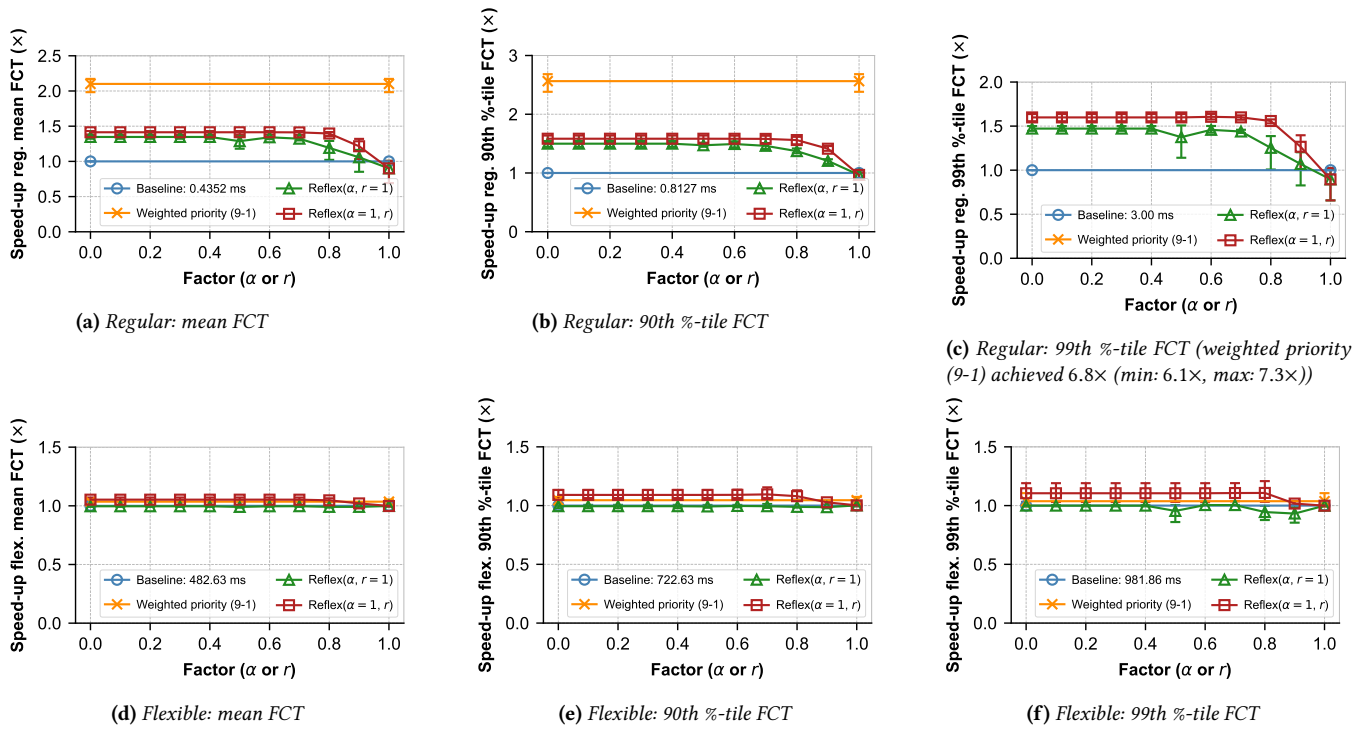 Speed-up reg. mean FCT (×)
2.5
2.0
1.5
1.0
0.5
0.0
0.0 0.2 0.4 0.6 0.8 1.0
Baseline: 0.4352 ms
Weighted priority (9-1)
Reflex(α, r = 1)
Reflex(α = 1, r)
Factor (α or r)
(a) Regular: mean FCT
Speed-up reg. 90th %-tile FCT (×)
3
2
1
0
0.0 0.2 0.4 0.6 0.8 1.0
Baseline: 0.8127 ms
Weighted priority (9-1)
Reflex(α, r = 1)
Reflex(α = 1, r)
Factor (α or r)
(b) Regular: 90th %-tile FCT
Speed-up reg. 99th %-tile FCT (×)
2.0
1.5
1.0
0.5
0.0
0.0 0.2 0.4 0.6 0.8 1.0
Baseline: 3.00 ms
Weighted priority (9-1)
Reflex(α, r = 1)
Reflex(α = 1, r)
Factor (α or r)
(c) Regular: 99th %-tile FCT (weighted priority
(9-1) achieved 6.8× (min: 6.1×, max: 7.3×))
Speed-up flex. mean FCT (×)
1.5
1.0
0.5
0.0
0.0 0.2 0.4 0.6 0.8 1.0
Baseline: 482.63 ms
Weighted priority (9-1)
Reflex(α, r = 1)
Reflex(α = 1, r)
Factor (α or r)
(d) Flexible: mean FCT
Speed-up flex. 90th %-tile FCT (×)
1.5
1.0
0.5
0.0
0.0 0.2 0.4 0.6 0.8 1.0
Baseline: 722.63 ms
Weighted priority (9-1)
Reflex(α, r = 1)
Reflex(α = 1, r)
Factor (α or r)
(e) Flexible: 90th %-tile FCT
Speed-up flex. 99th %-tile FCT (×)
1.5
1.0
0.5
0.0
0.0 0.2 0.4 0.6 0.8 1.0
Baseline: 981.86 ms
Weighted priority (9-1)
Reflex(α, r = 1)
Reflex(α = 1, r)
Factor (α or r)
(f) Flexible: 99th %-tile FCT